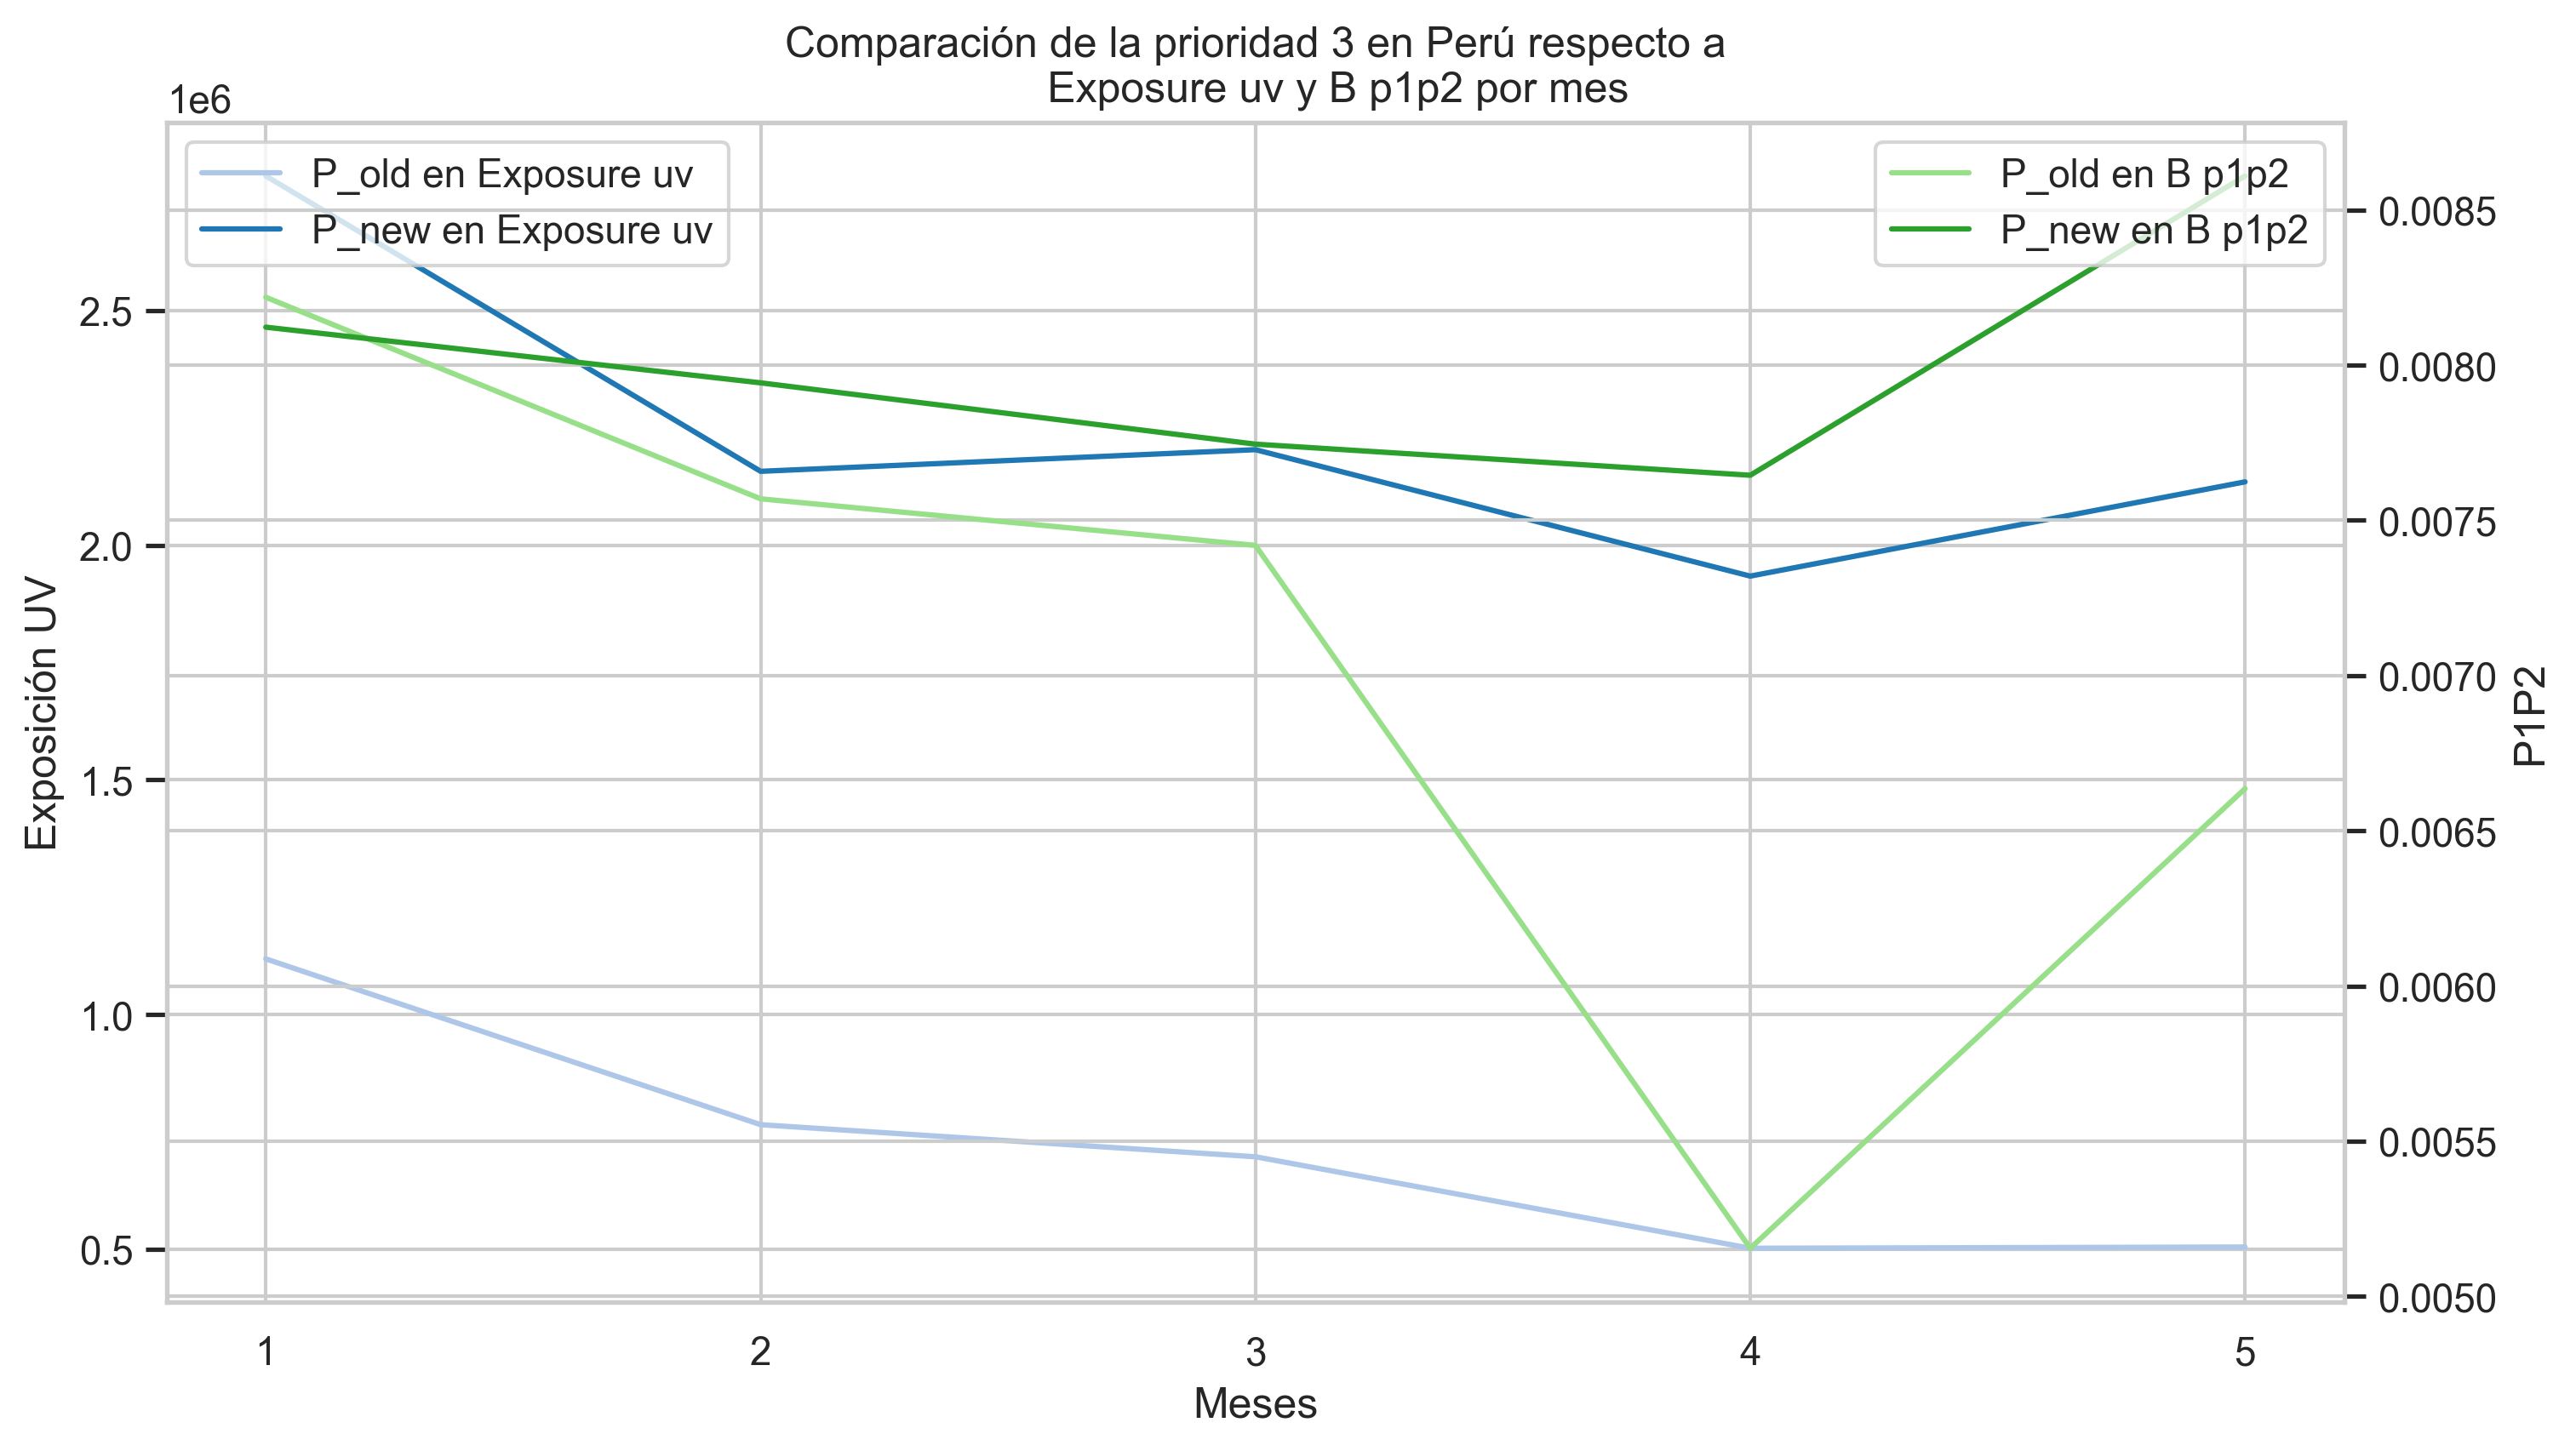 Comparación de la prioridad 3 en Perú respecto a
Exposure uv y B p1p2 por mes
1e6
P_old en Exposure uv
P_new en Exposure uv
P_old en B p1p2
P_new en B p1p2
2.5
2.0
1.5
1.0
0.5
Exposición UV
0.0085
0.0080
0.0075
0.0070
0.0065
0.0060
0.0055
0.0050
P1P2
1
2
3
4
5
Meses